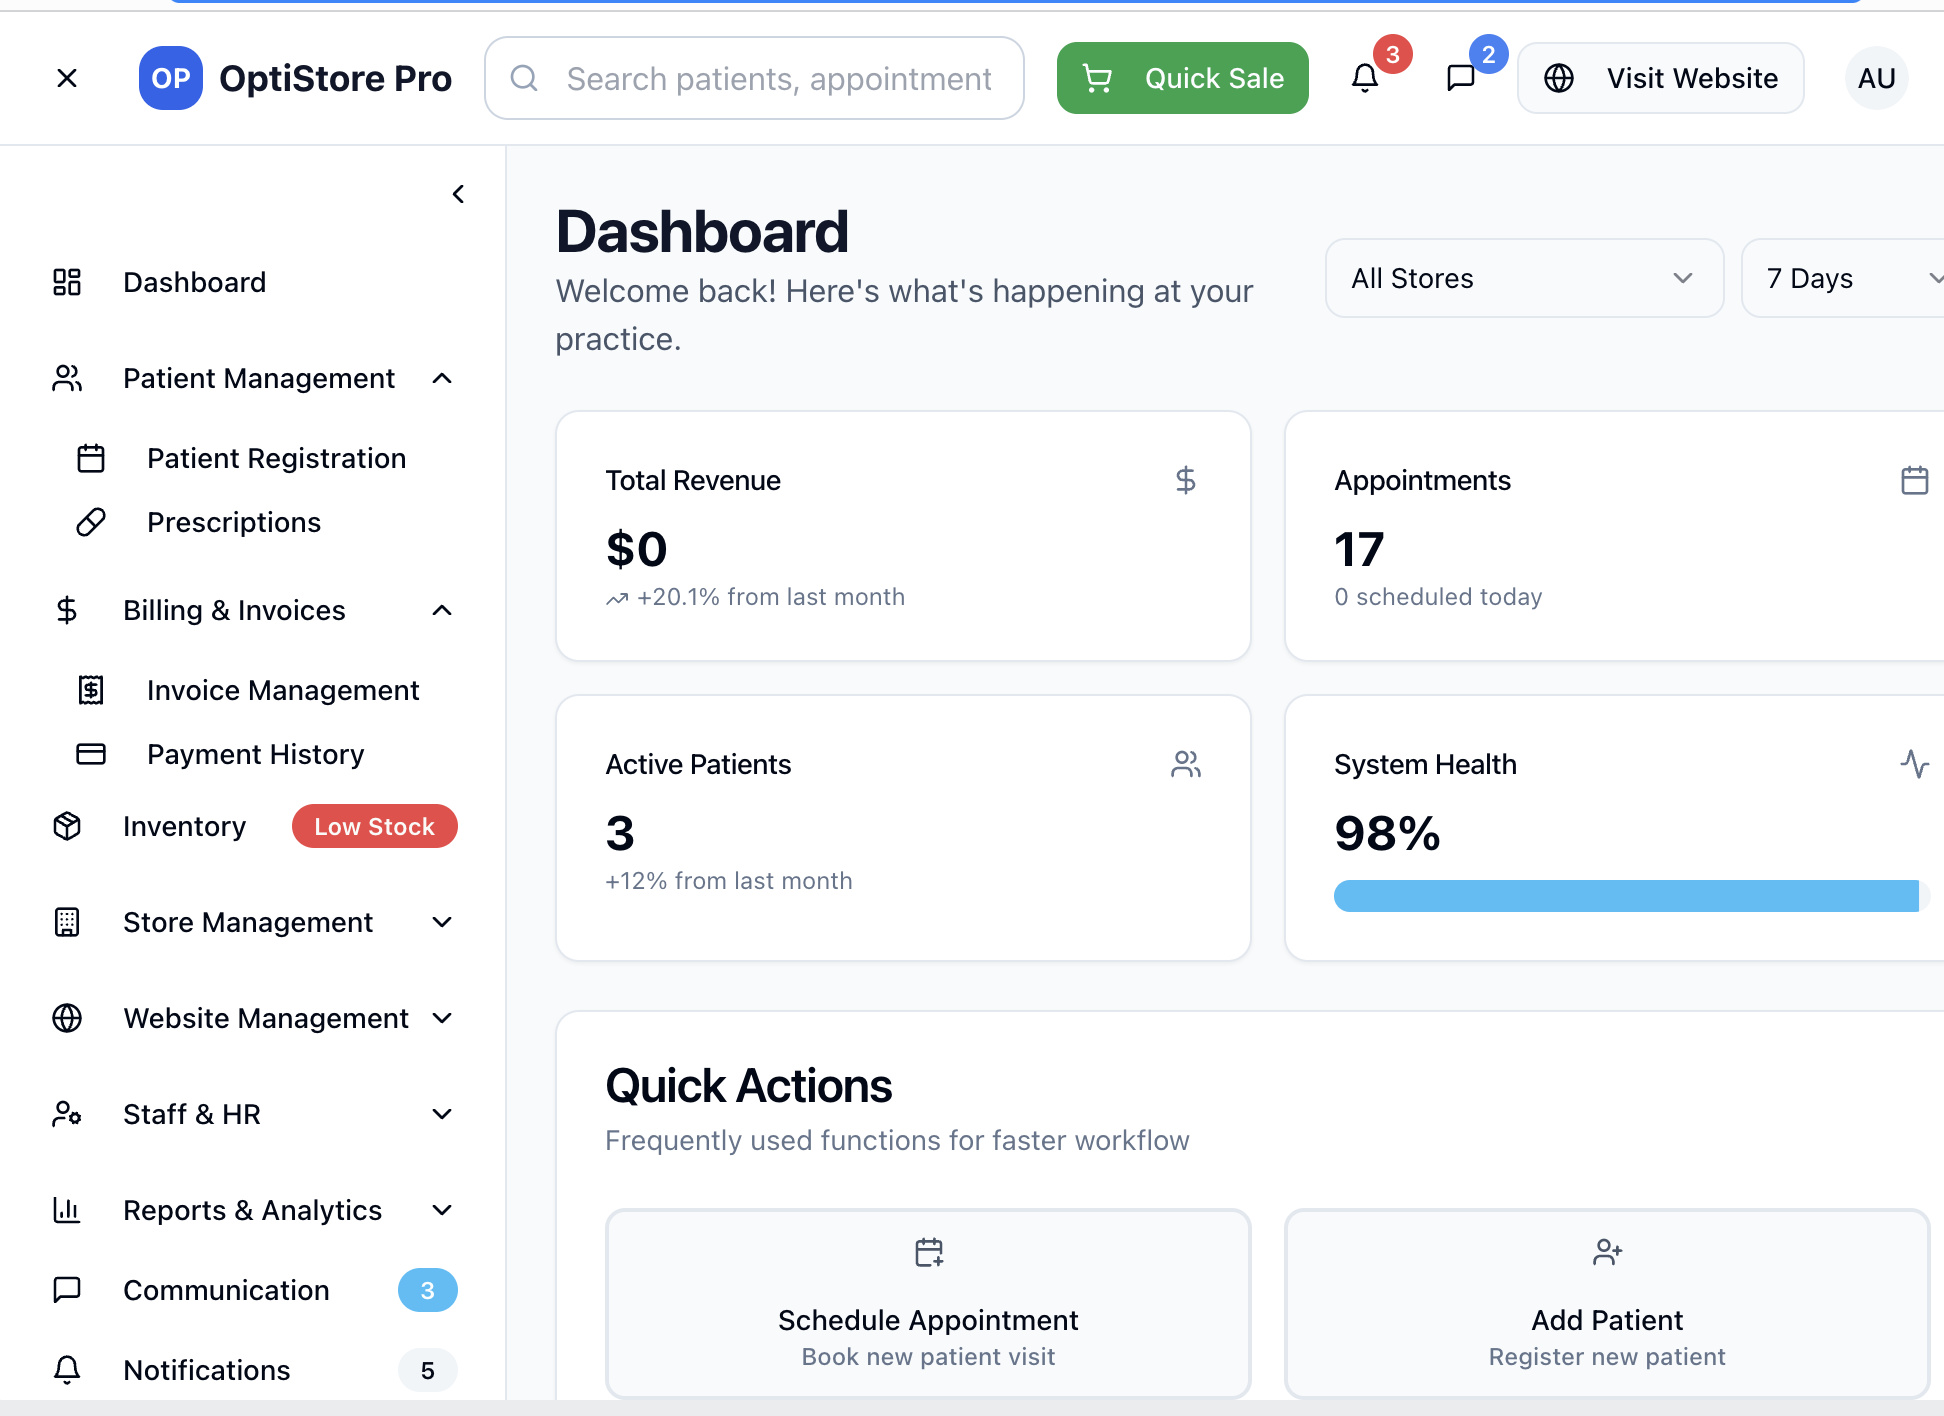 OP OptiStore Pro
Search patients, appointment
Quick Sale
3
2
Visit Website
AU
Dashboard
Patient Management
Patient Registration
Prescriptions
Billing & Invoices
Invoice Management
Payment History
Inventory Low Stock
Store Management
Website Management
Staff & HR
Reports & Analytics
Communication 3
Notifications 5
Dashboard
Welcome back! Here's what's happening at your
practice.
All Stores
7 Days
Total Revenue
$0
+20.1% from last month
Appointments
17
0 scheduled today
Active Patients
3
+12% from last month
System Health
98%
Quick Actions
Frequently used functions for faster workflow
Schedule Appointment
Book new patient visit
Add Patient
Register new patient